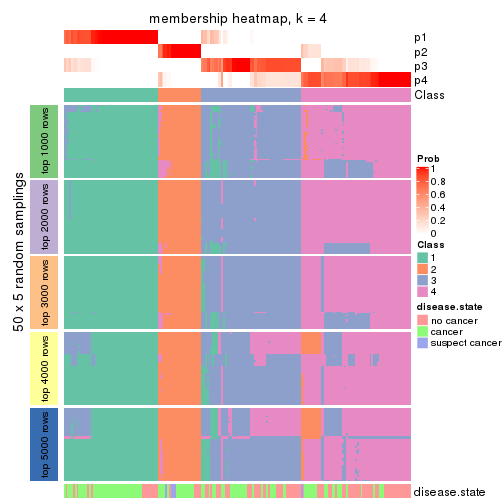 membership heatmap, k = 4
p1
p2
p3
p4
Class
50 x 5 random samplings
top 1000 rows
top 2000 rows
top 3000 rows
top 4000 rows
top 5000 rows
Prob
1
0.8
0.6
0.4
0.2
0
Class
1
2
3
4
disease.state
no cancer
cancer
suspect cancer
disease.state